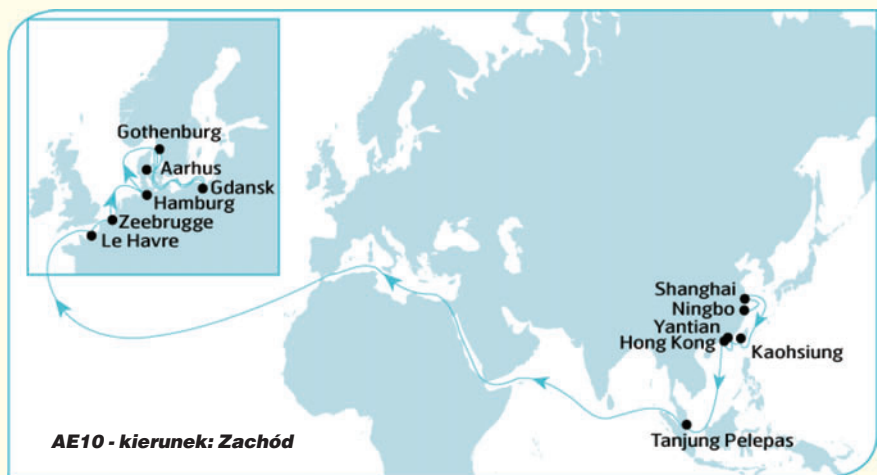 Gothenburg
Aarhus
Gdansk
Hamburg
Zeebrugge
Le Havre
Shanghai
Ningbo
Yantian
Hong Kong
Kaohsiung
Tanjung Pelepas
AE10 - kierunek: Zachód